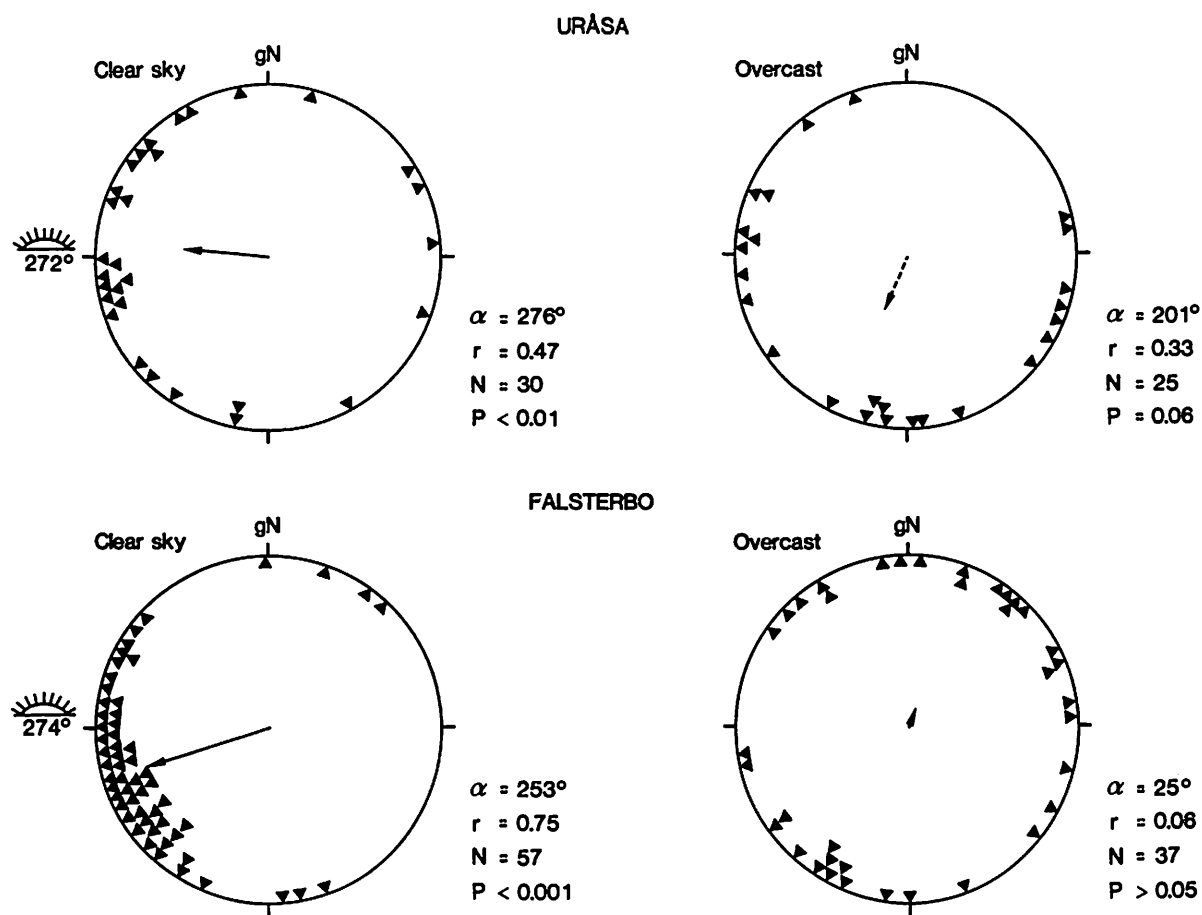 URÅSA
Clear sky
gN
272°
α = 276°
r = 0.47
N = 30
P < 0.01
Overcast
gN
α = 201°
r = 0.33
N = 25
P = 0.06
FALSTERBO
Clear sky
gN
274°
α = 253°
r = 0.75
N = 57
P < 0.001
Overcast
gN
α = 25°
r = 0.06
N = 37
P > 0.05